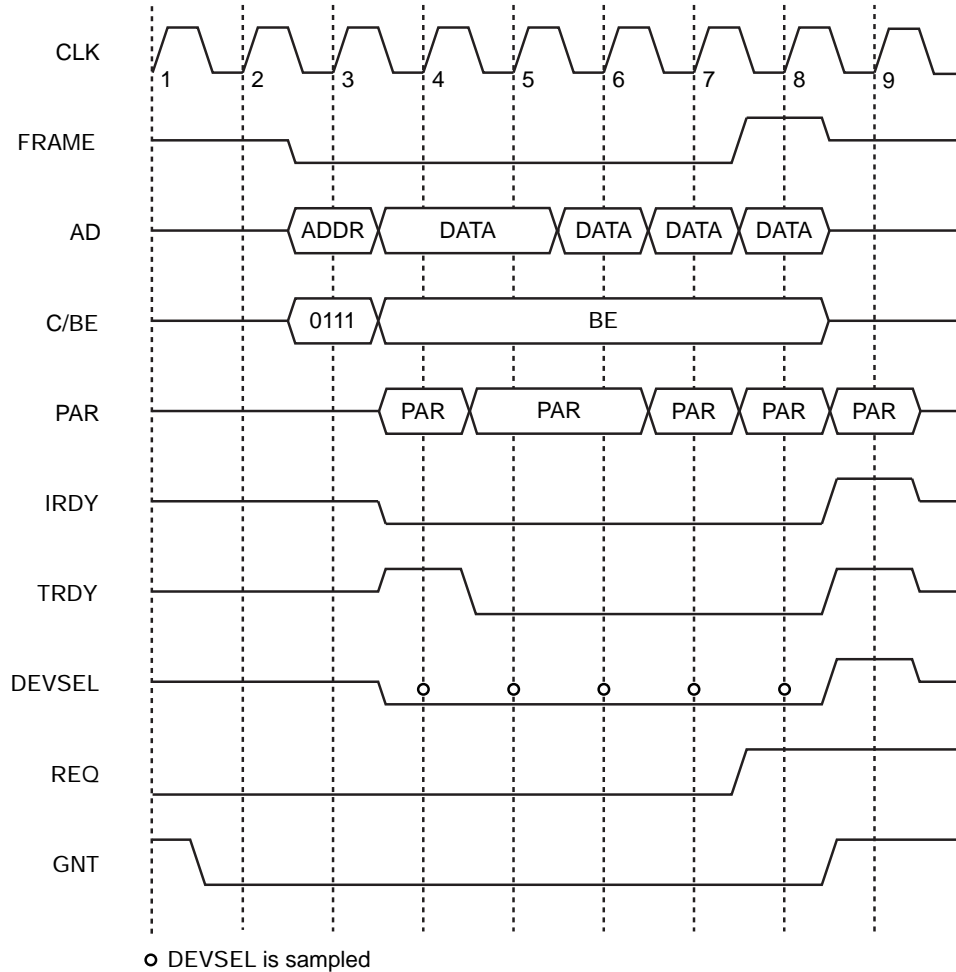 CLK
1 2 3 4 5 6 7 8 9
FRAME
AD ADDR DATA DATA DATA DATA
C/BE 0111 BE
PAR PAR PAR PAR PAR PAR
IRDY
TRDY
DEVSEL
REQ
GNT
DEVSEL is sampled